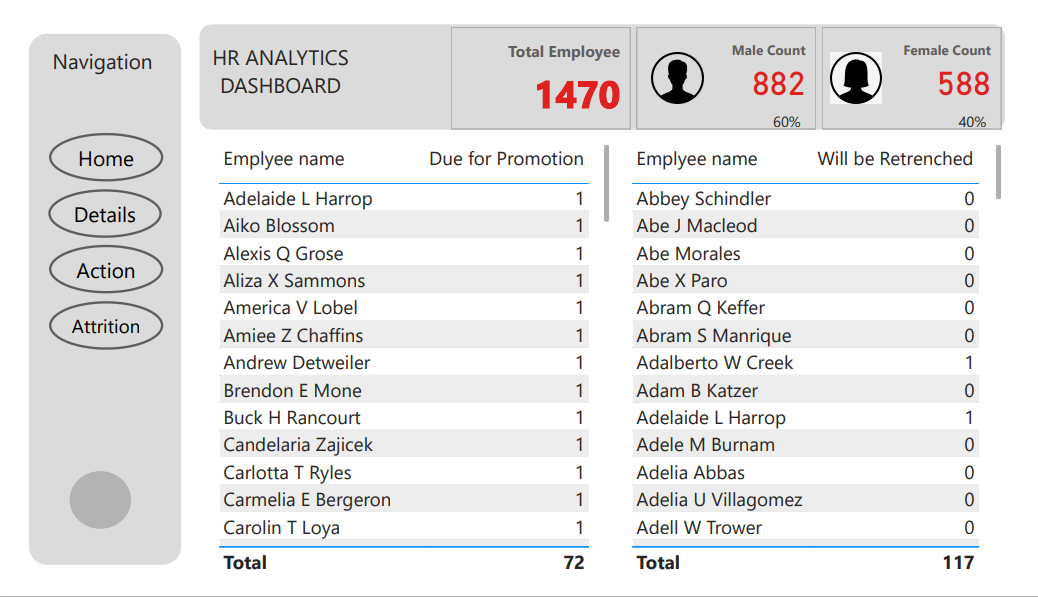 Navigation
Home
Details
Action
Attrition
HR ANALYTICS
DASHBOARD
Total Employee
1470
Male Count
882
60%
Female Count
588
40%
Emplyee name Due for Promotion
Adelaide L Harrop 1
Aiko Blossom 1
Alexis Q Grose 1
Aliza X Sammons 1
America V Lobel 1
Amiee Z Chaffins 1
Andrew Detweiler 1
Brendon E Mone 1
Buck H Rancourt 1
Candelaria Zajicek 1
Carlotta T Ryles 1
Carmelia E Bergeron 1
Carolin T Loya 1
Total 72
Emplyee name Will be Retrenched
Abbey Schindler 0
Abe J Macleod 0
Abe Morales 0
Abe X Paro 0
Abram Q Keffer 0
Abram S Manrique 0
Adalberto W Creek 1
Adam B Katzer 0
Adelaide L Harrop 1
Adele M Burnam 0
Adelia Abbas 0
Adelia U Villagomez 0
Adell W Trower 0
Total 117